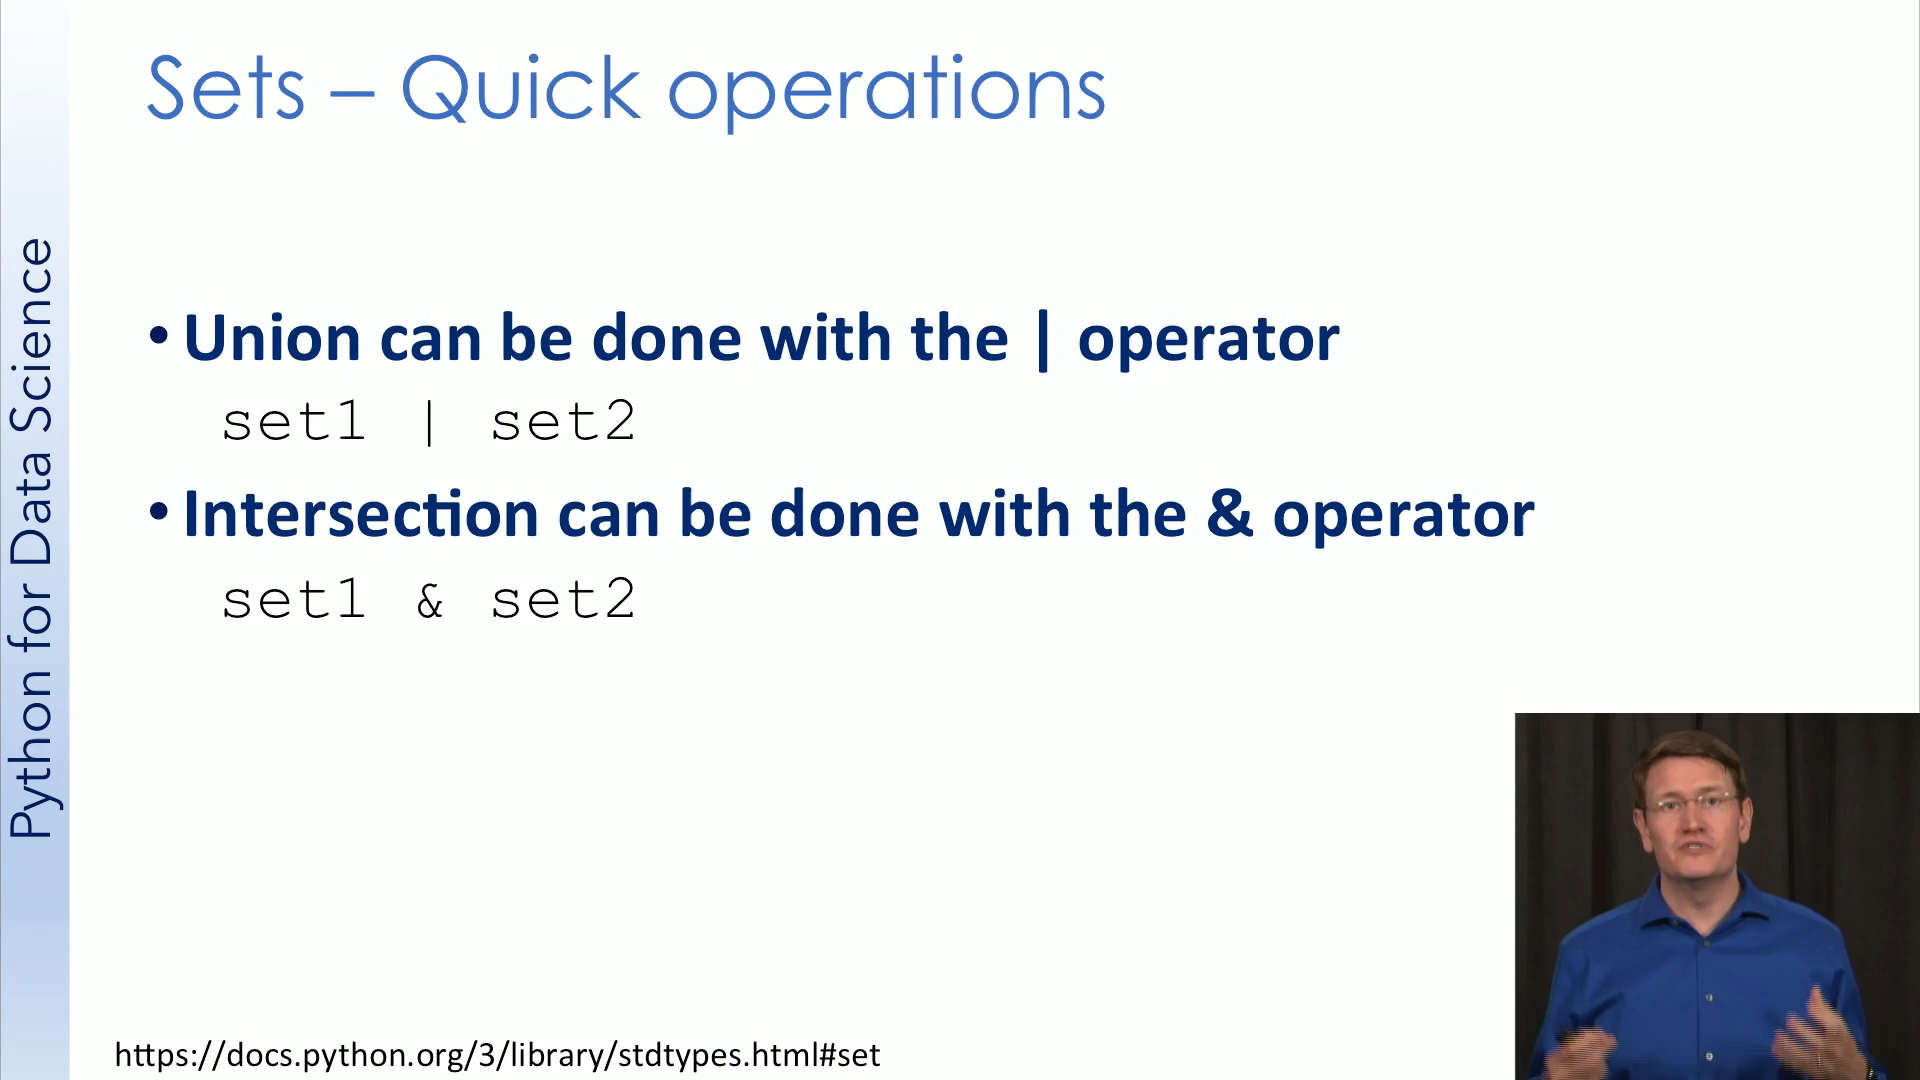 Sets – Quick operations
• Union can be done with the | operator
set1 | set2
• Intersection can be done with the & operator
set1 & set2
https://docs.python.org/3/library/stdtypes.html#set
Python for Data Science